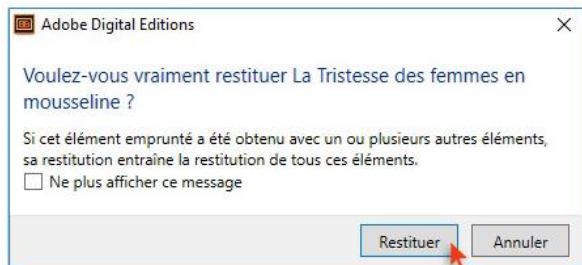 Adobe Digital Editions
Voulez-vous vraiment restituer La Tristesse des femmes en
mousseline ?
Si cet élément emprunté a été obtenu avec un ou plusieurs autres éléments,
sa restitution entraîne la restitution de tous ces éléments.
Ne plus afficher ce message
Restituer Annuler